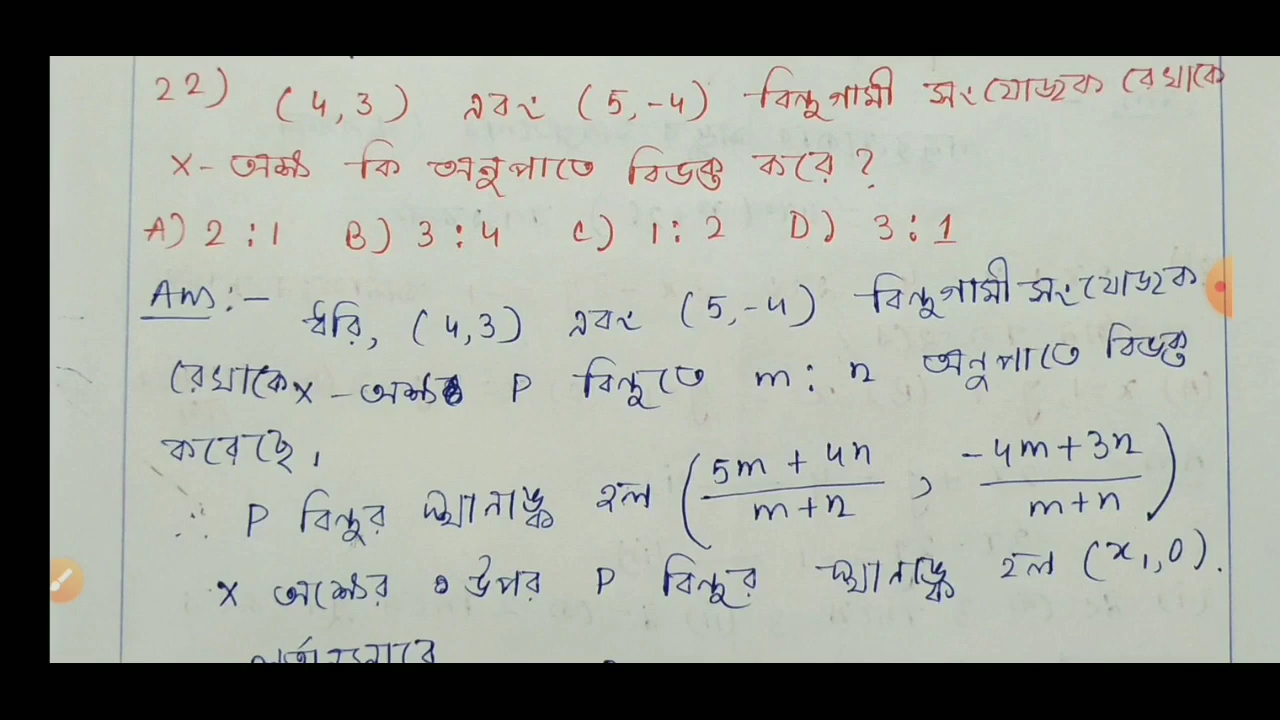 22) (4,3) এবং (5,-4) বিন্দুগামী সংযোজক রেখাকে
x-অক্ষ কি অনুপাতে বিভক্ত করে?
A) 2:1 B) 3:4 C) 1:2 D) 3:1
Ans:- ধরি, (4,3) এবং (5,-4) বিন্দুগামী সংযোজক
রেখাকে x-অক্ষ P বিন্দুতে m:n অনুপাতে বিভক্ত
করেছে।
∴ P বিন্দুর স্থানাঙ্ক হল (5m+4n/m+n, -4m+3n/m+n)
x অক্ষের উপর P বিন্দুর স্থানাঙ্ক হল (x₁,0).